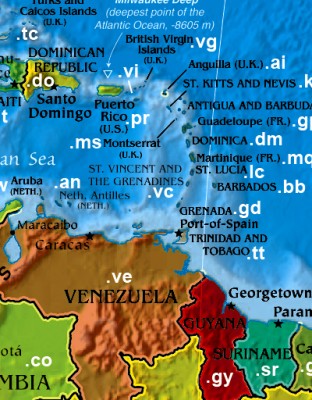 Turks and
Caicos Islands
(U.K.)
.tc
Milwaukee Deep
(deepest point of the
Atlantic Ocean, -8605 m)
British Virgin
Islands
(U.K.)
.vg
DOMINICAN
REPUBLIC
.do
Santo
Domingo
.vi
Anguilla (U.K.)
.ai
ST. KITTS AND NEVIS .k
Puerto
Rico
(U.S.)
.pr
ANTIGUA AND BARBUDA
Guadeloupe (FR.) .gp
.ms
Montserrat
(U.K.)
DOMINICA .dm
an Sea
Martinique (FR.) .mq
ST. LUCIA .lc
ST. VINCENT AND
THE GRENADINES
.vc
BARBADOS .bb
Aruba
(NETH.)
.an
Neth. Antilles
(NETH.)
GRENADA .gd
Port-of-Spain
TRINIDAD AND
TOBAGO .tt
Maracaibo
Caracas
.ve
VENEZUELA
Georgetown
GUYANA
Param
SURINAME
.gy
.sr
otá
.co
MBIA